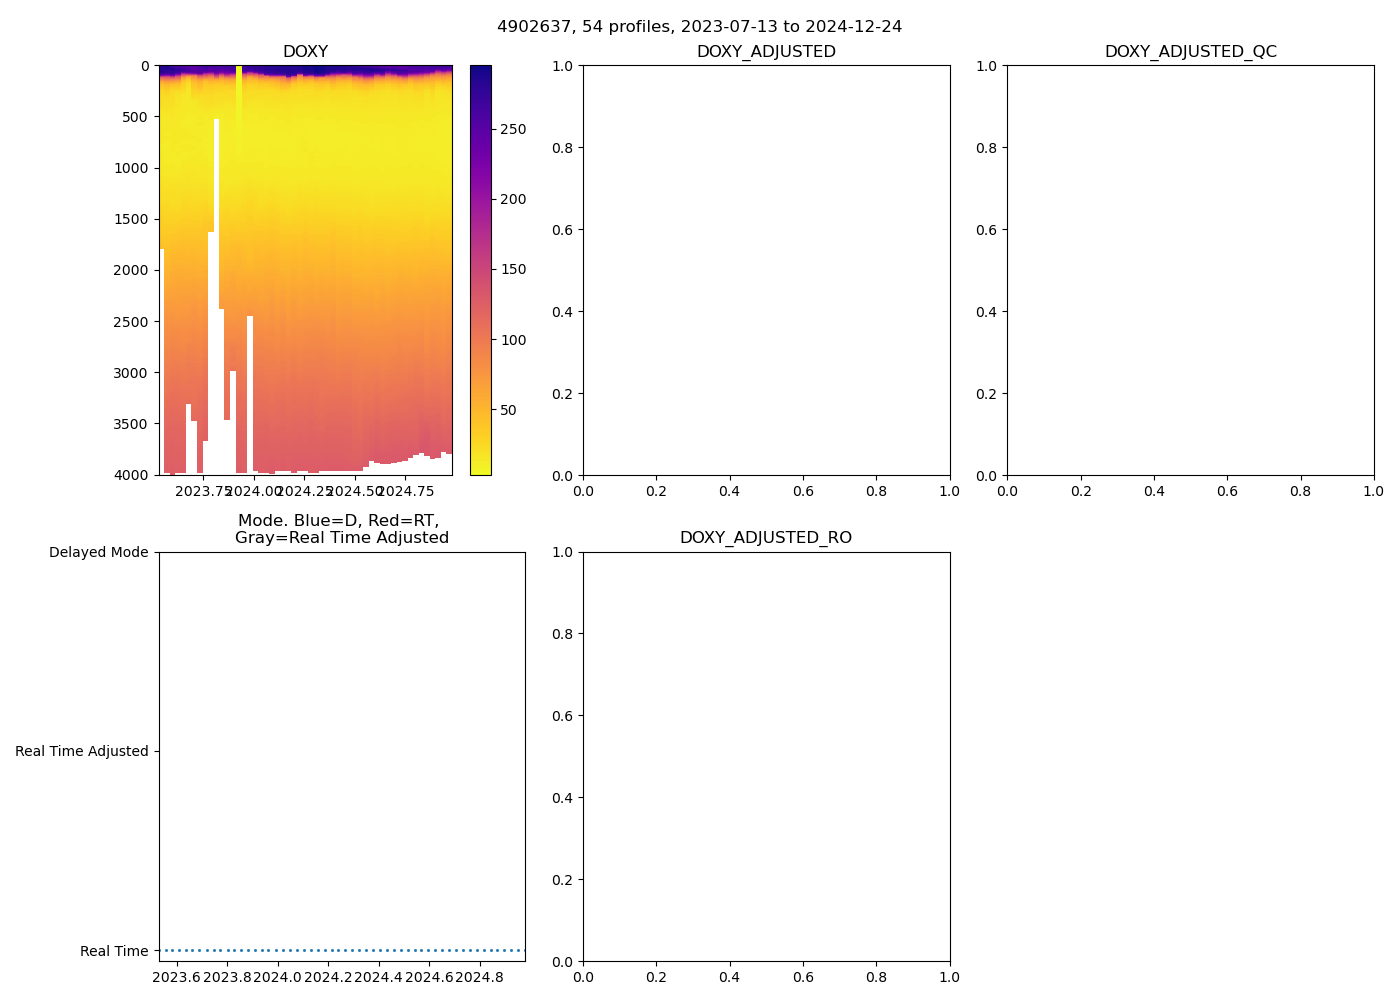 4902637, 54 profiles, 2023-07-13 to 2024-12-24
DOXY
0
500
1000
1500
2000
2500
3000
3500
4000
2023.75
2024.00
2024.25
2024.50
2024.75
250
200
150
100
50
DOXY_ADJUSTED
1.0
0.8
0.6
0.4
0.2
0.0
0.0 0.2 0.4 0.6 0.8 1.0
DOXY_ADJUSTED_QC
1.0
0.8
0.6
0.4
0.2
0.0
0.0 0.2 0.4 0.6 0.8 1.0
Mode. Blue=D, Red=RT,
Gray=Real Time Adjusted
Delayed Mode
Real Time Adjusted
Real Time
2023.6 2023.8 2024.0 2024.2 2024.4 2024.6 2024.8
DOXY_ADJUSTED_RO
1.0
0.8
0.6
0.4
0.2
0.0
0.0 0.2 0.4 0.6 0.8 1.0